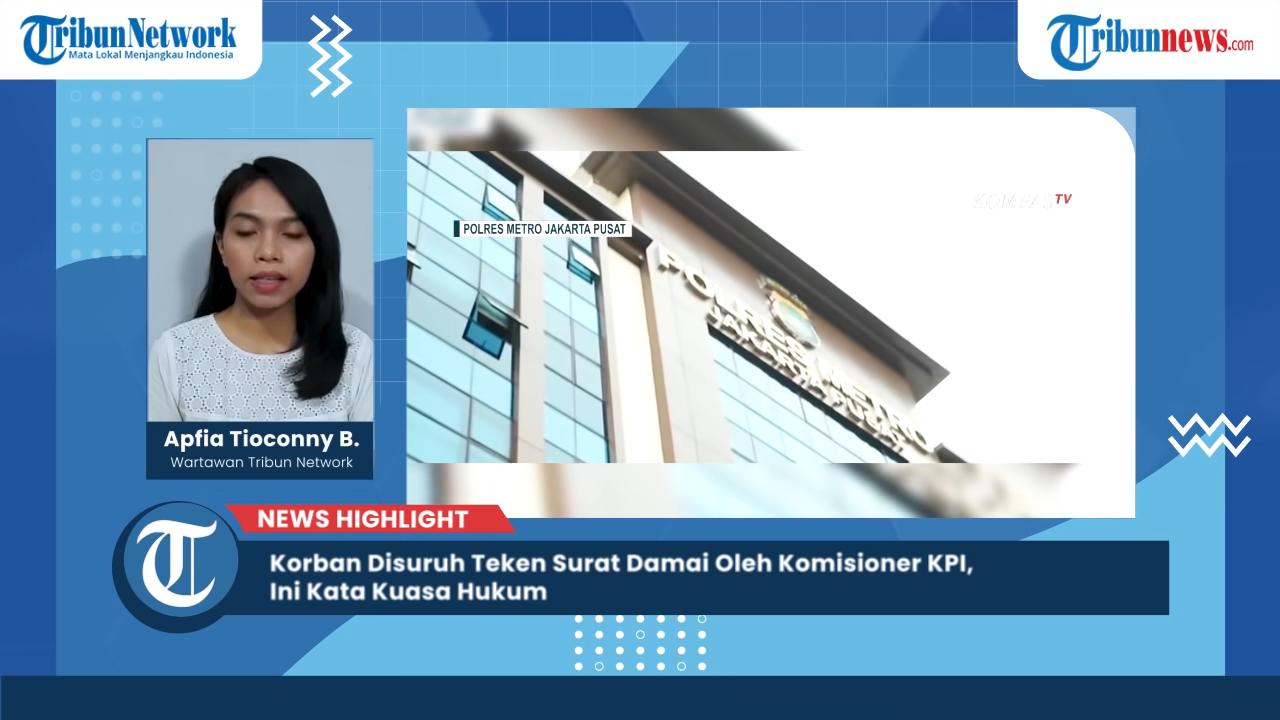 TribunNetwork
Mata Lokal Menjangkau Indonesia
Tribunnews.com
KOMPAS TV
POLRES METRO JAKARTA PUSAT
POLRES METRO
JAKARTA PUSAT
Apfia Tioconny B.
Wartawan Tribun Network
NEWS HIGHLIGHT
T
Korban Disuruh Teken Surat Damai Oleh Komisioner KPI,
Ini Kata Kuasa Hukum